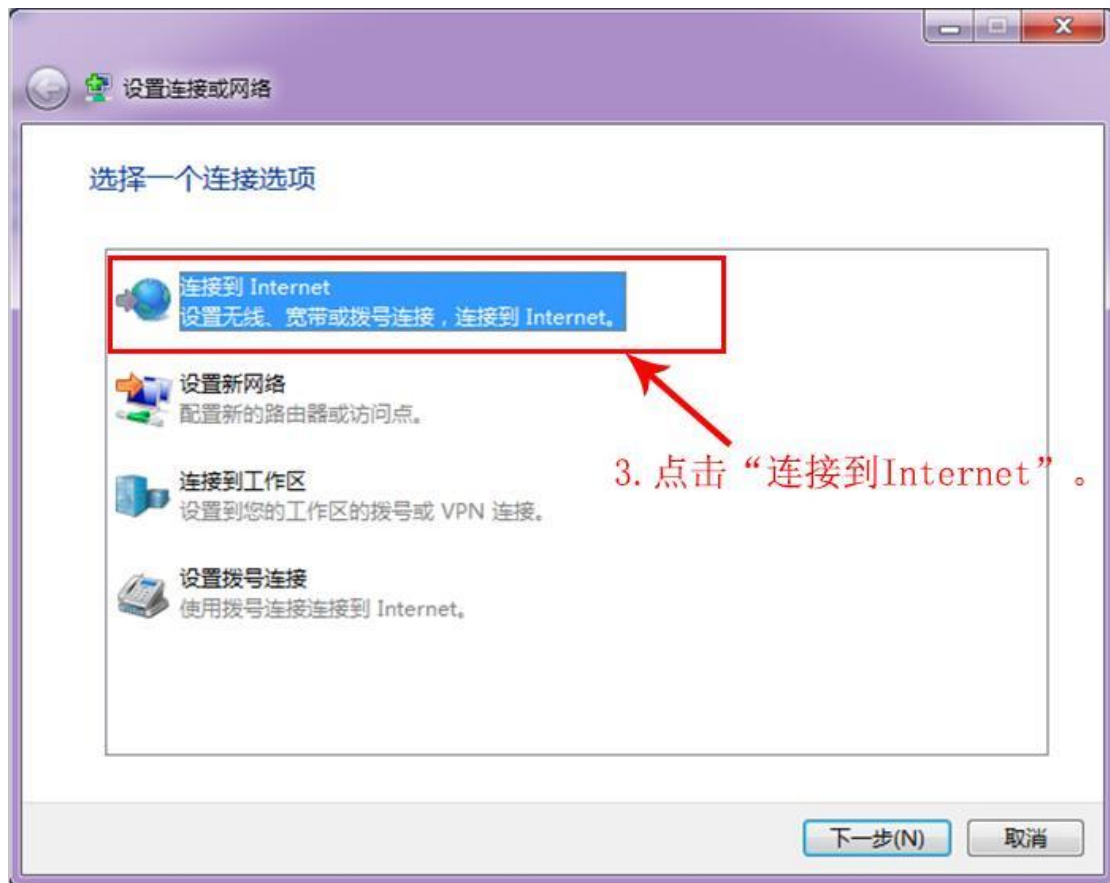 设置连接或网络
选择一个连接选项
连接到 Internet
设置无线、宽带或拨号连接，连接到 Internet。
设置新网络
配置新的路由器或访问点。
3.点击“连接到Internet”。
连接到工作区
设置到您的工作区的拨号或 VPN 连接。
设置拨号连接
使用拨号连接连接到 Internet。
下一步(N)
取消